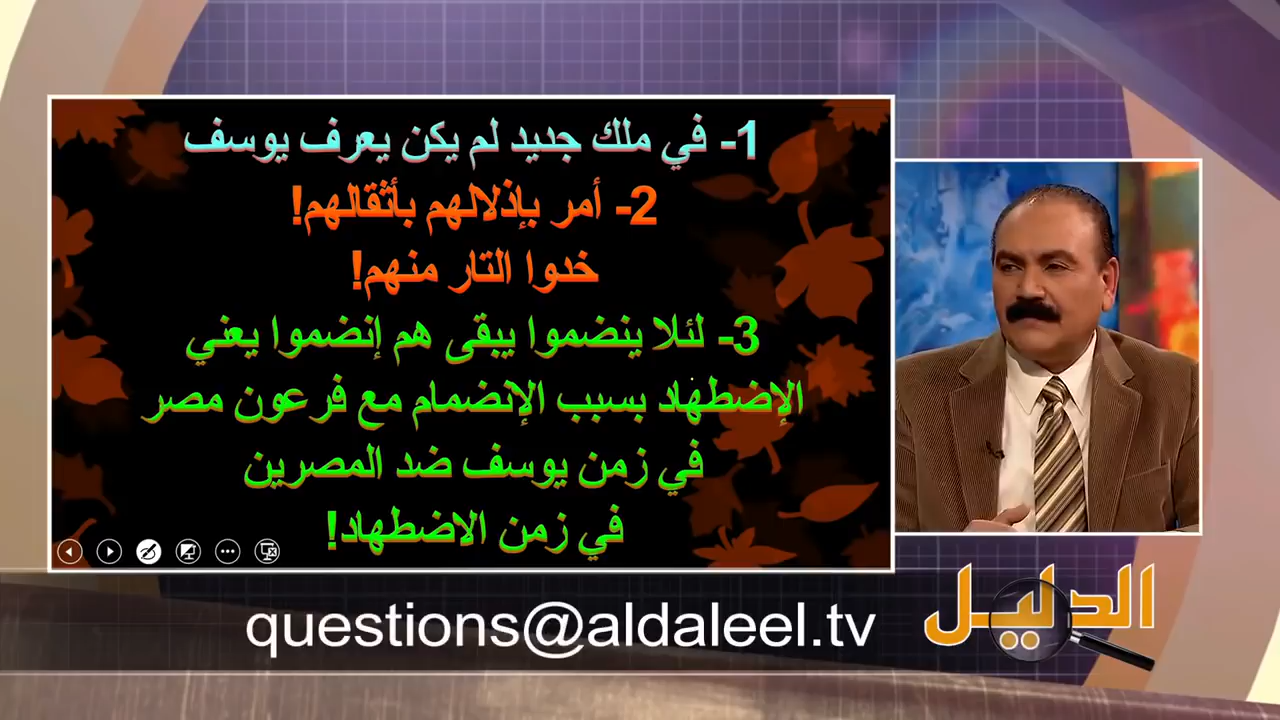 1- في ملك جديد لم يكن يعرف يوسف
2- أمر بإذلالهم بأثقالهم!
خدوا التار منهم!
3- لئلا ينضموا يبقى هم إنضموا يعني
الإضطهاد بسبب الإنضمام مع فرعون مصر
في زمن يوسف ضد المصرين
في زمن الاضطهاد!
questions@aldaleel.tv
الدليل